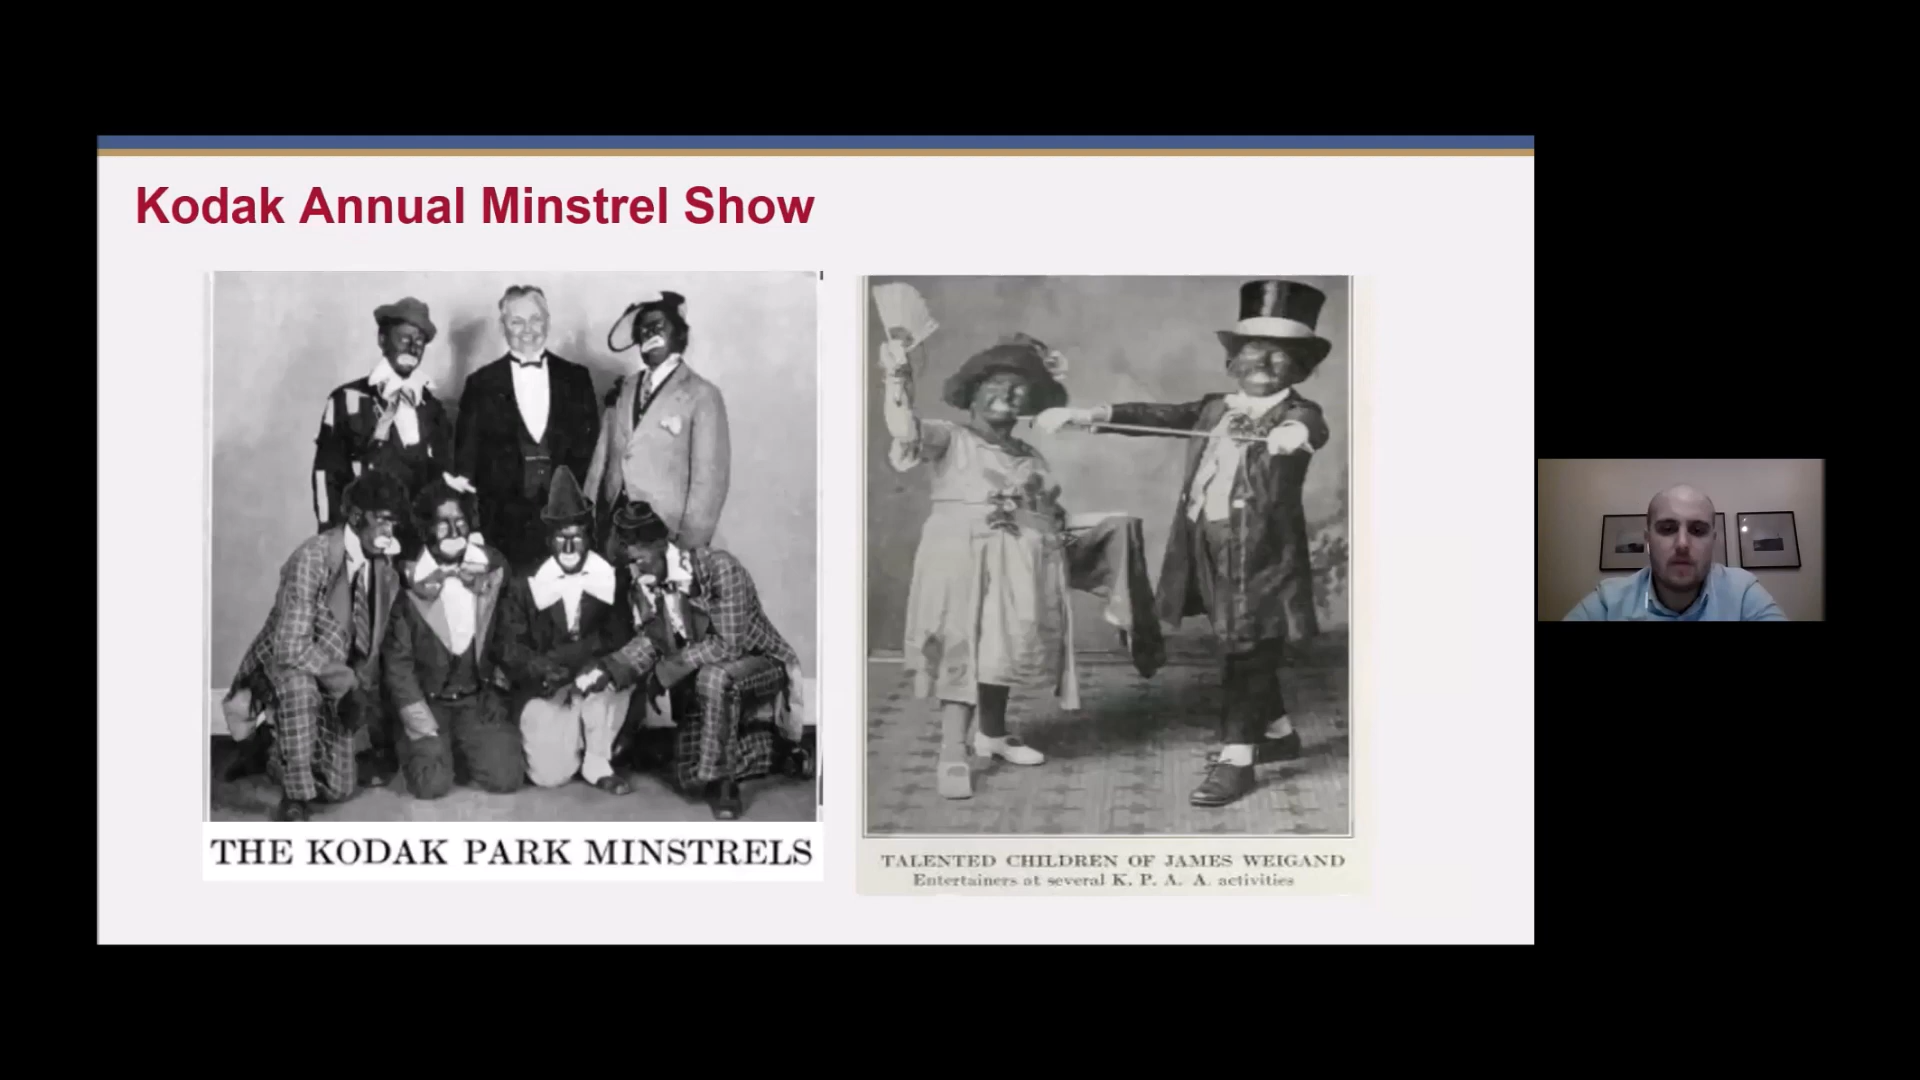 Kodak Annual Minstrel Show
THE KODAK PARK MINSTRELS
TALENTED CHILDREN OF JAMES WEIGAND
Entertainers at several K. P. A. A. activities